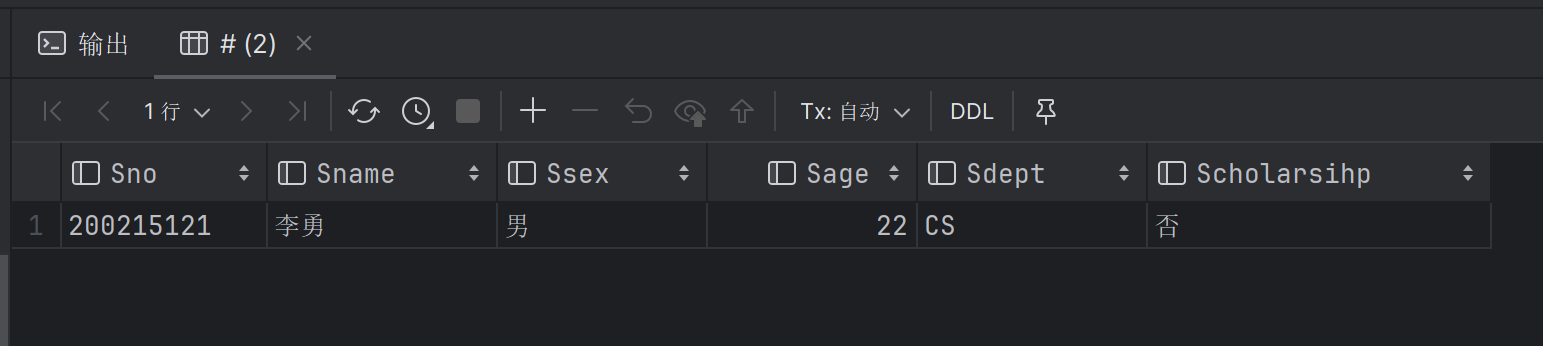 输出 # (2)
1 行 Tx: 自动 DDL
Sno Sname Ssex Sage Sdept Scholarsihp
1 200215121 李勇 男 22 CS 否